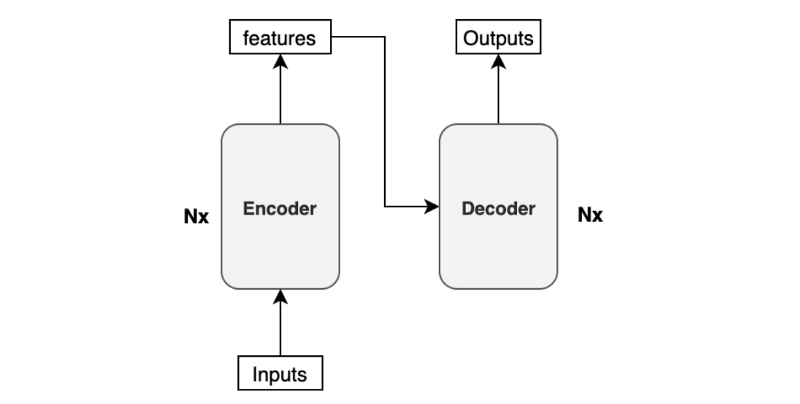 features
Outputs
Nx
Encoder
Decoder
Nx
Inputs